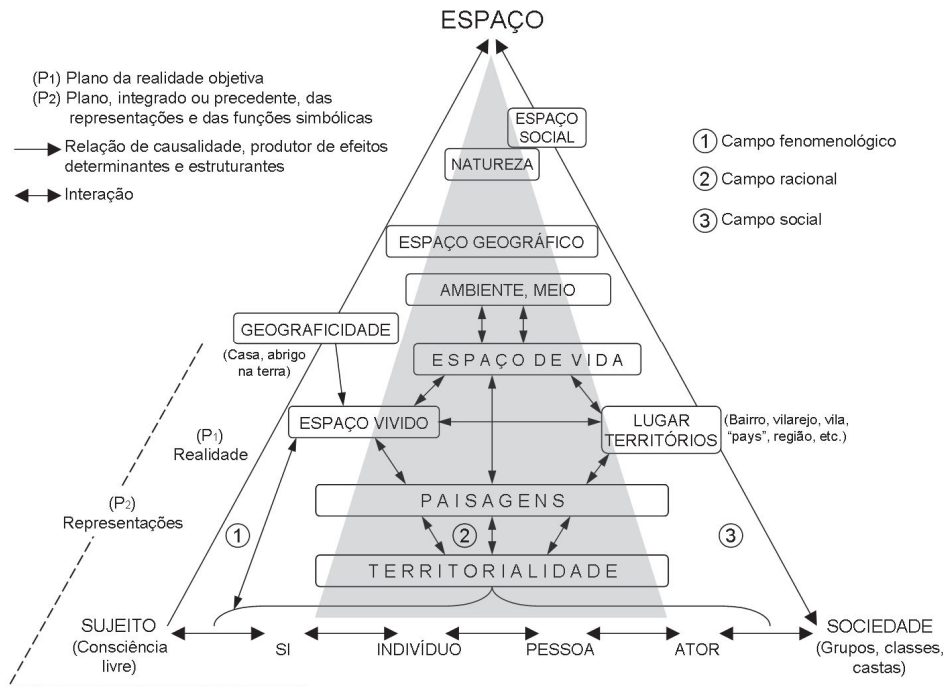 ESPAÇO
(P1) Plano da realidade objetiva
(P2) Plano, integrado ou precedente, das
representações e das funções simbólicas
Relação de causalidade, produtor de efeitos
determinantes e estruturantes
Interação
ESPAÇO
SOCIAL
NATUREZA
1 Campo fenomenológico
2 Campo racional
3 Campo social
ESPAÇO GEOGRÁFICO
AMBIENTE, MEIO
GEOGRAFICIDADE
(Casa, abrigo
na terra)
ESPAÇO DE VIDA
ESPAÇO VIVIDO
LUGAR
TERRITÓRIOS
(Bairro, vilarejo, vila,
“pays”, região, etc.)
(P1)
Realidade
(P2)
Representações
PAISAGENS
1
2
3
TERRITORIALIDADE
SUJEITO
(Consciência
livre)
SI
INDIVÍDUO
PESSOA
ATOR
SOCIEDADE
(Grupos, classes,
castas)